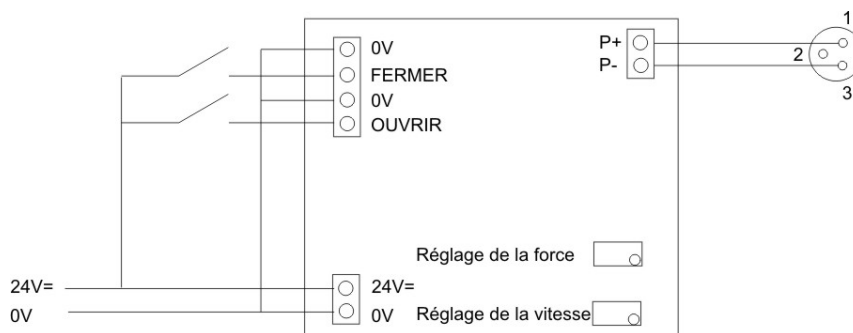 0V
FERMER
0V
OUVRIR
P+
P-
1
2
3
24V=
0V
24V=
0V
Réglage de la force
Réglage de la vitesse